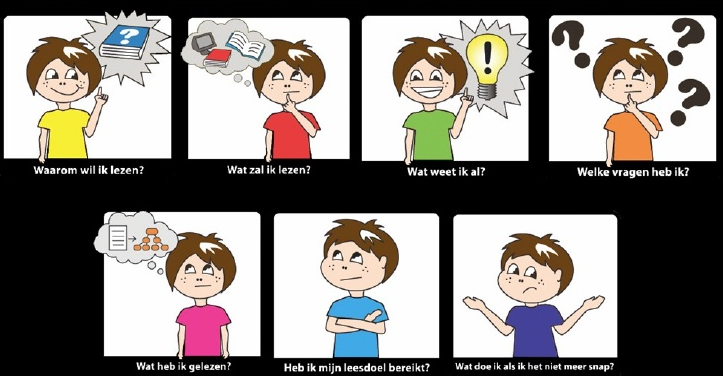 Waarom wil ik lezen?
Wat zal ik lezen?
Wat weet ik al?
Welke vragen heb ik?
Wat heb ik gelezen?
Heb ik mijn leesdoel bereikt?
Wat doe ik als ik het niet meer snap?